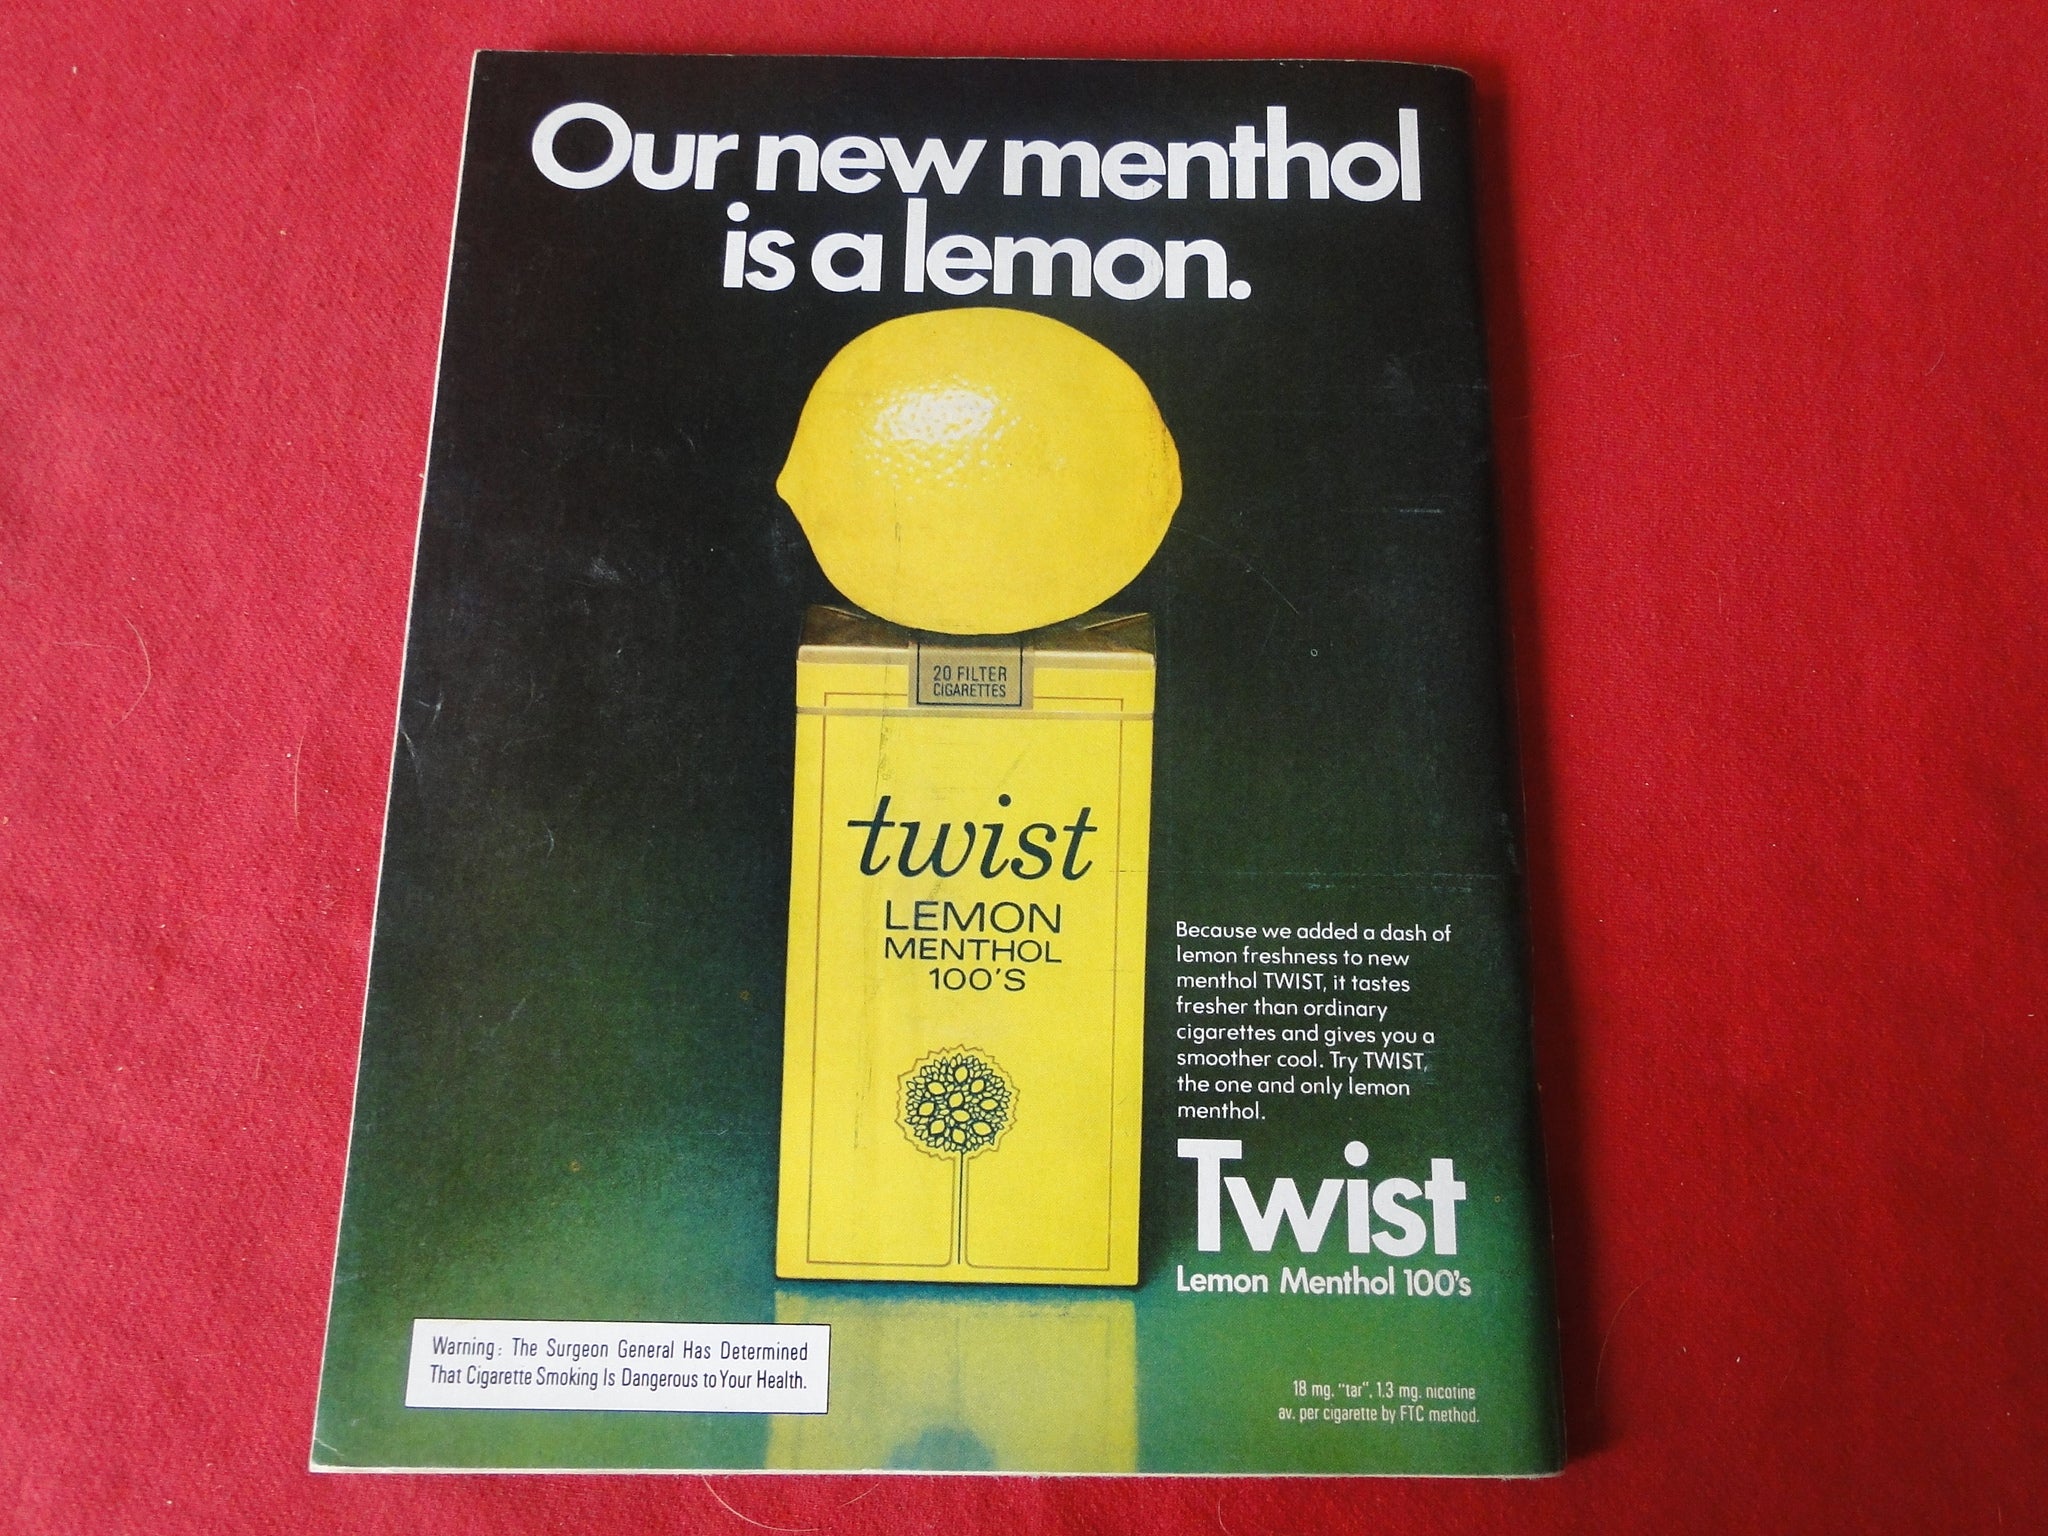 Our new menthol
is a lemon.
20 FILTER
CIGARETTES
twist
LEMON
MENTHOL
100'S
Because we added a dash of
lemon freshness to new
menthol TWIST, it tastes
fresher than ordinary
cigarettes and gives you a
smoother cool. Try TWIST,
the one and only lemon
menthol.
Twist
Lemon Menthol 100's
Warning: The Surgeon General Has Determined
That Cigarette Smoking Is Dangerous to Your Health.
18 mg. "tar", 1.3 mg. nicotine
av. per cigarette by FTC method.